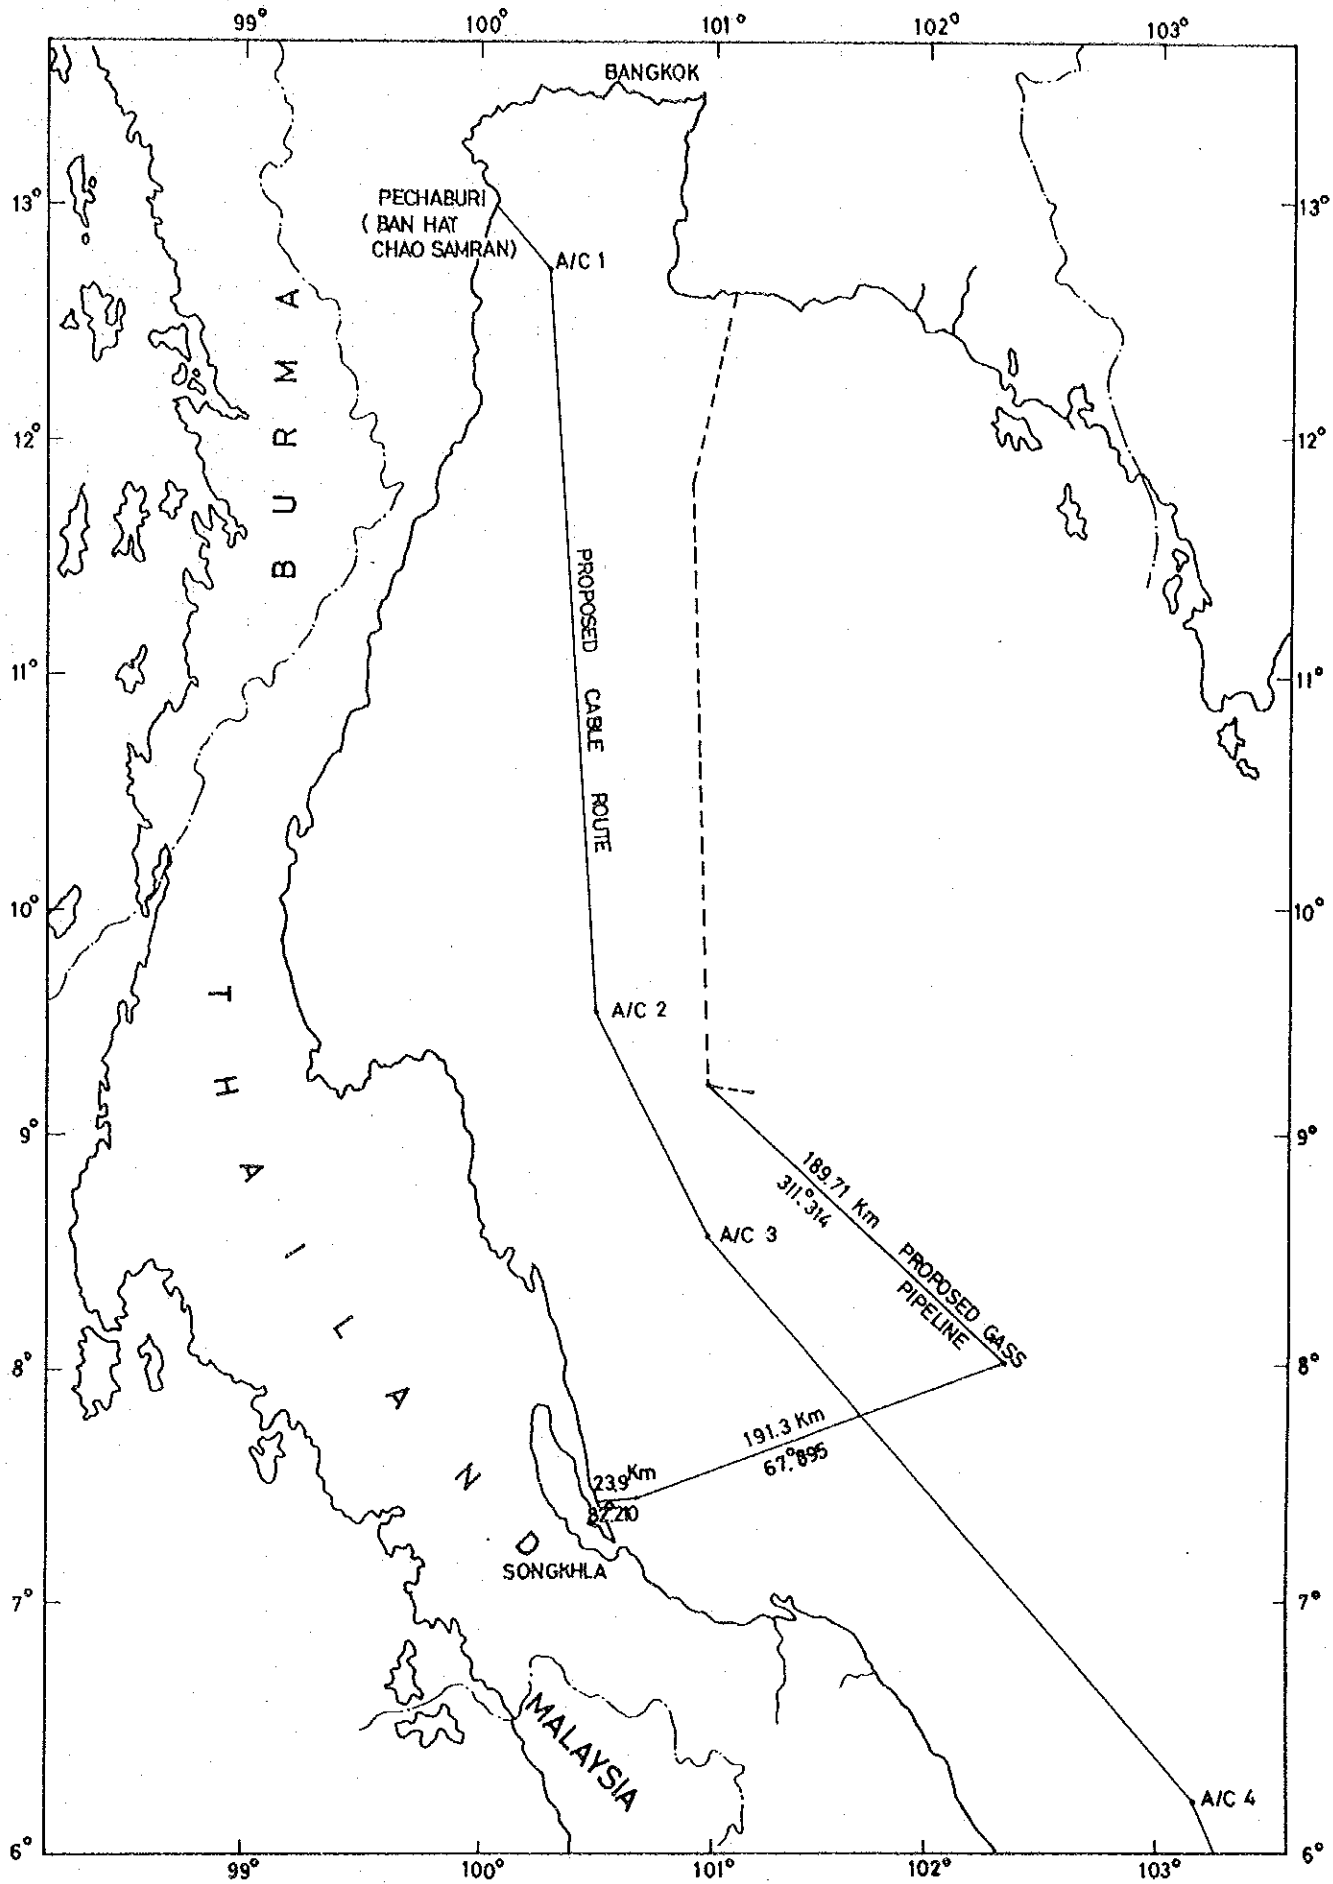 99° 100° 101° 102° 103°
BANGKOK
13° 13°
PECHABURI
( BAN HAT
CHAO SAMRAN)
A/C 1
BURMA
12° 12°
PROPOSED CABLE ROUTE
11° 11°
10° 10°
A/C 2
THAILAND
9° 9°
189.71 Km
311.°314
A/C 3
PROPOSED GASS
PIPELINE
8° 8°
191.3 Km
67.°895
23.9 Km
82.°210
SONGKHLA
7° 7°
MALAYSIA
A/C 4
6° 6°
99° 100° 101° 102° 103°